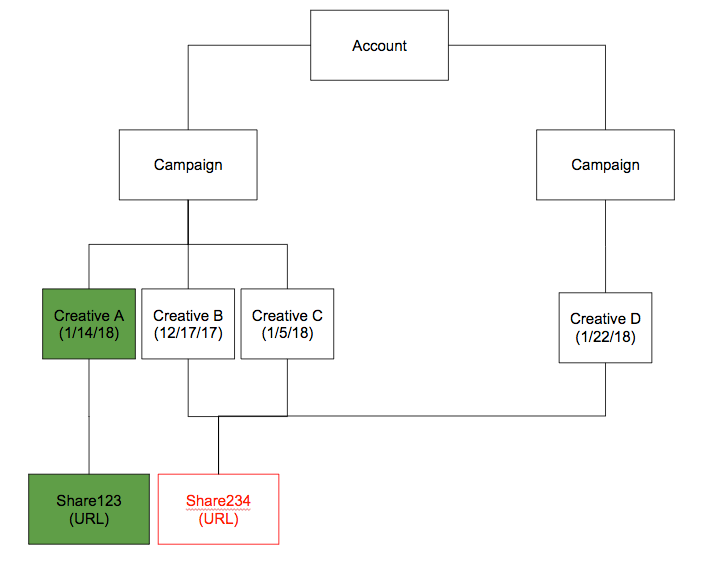 Account
Campaign
Campaign
Creative A
(1/14/18)
Creative B
(12/17/17)
Creative C
(1/5/18)
Creative D
(1/22/18)
Share123
(URL)
Share234
(URL)